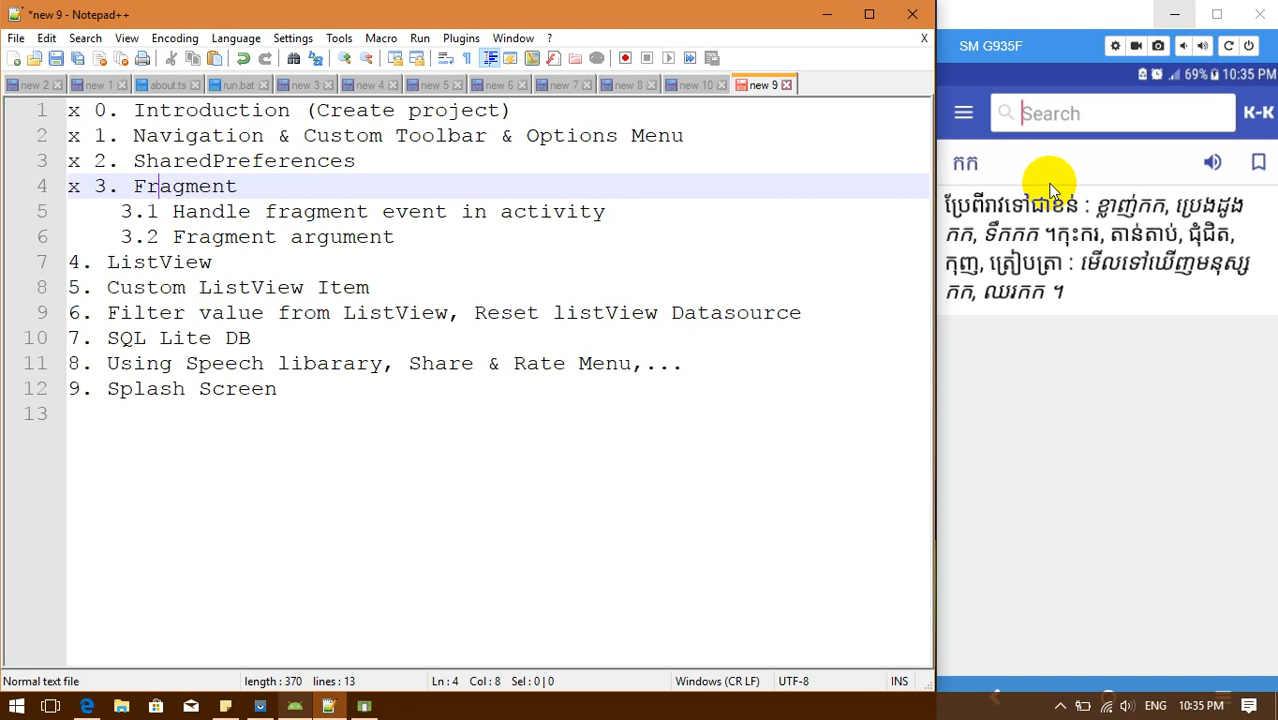 *new 9 - Notepad++
File Edit Search View Encoding Language Settings Tools Macro Run Plugins Window ? X
new 2 new 1 about.ts run.bat new 3 new 4 new 5 new 6 new 7 new 8 new 10 new 9
1 x 0. Introduction (Create project)
2 x 1. Navigation & Custom Toolbar & Options Menu
3 x 2. SharedPreferences
4 x 3. Fragment
5 3.1 Handle fragment event in activity
6 3.2 Fragment argument
7 4. ListView
8 5. Custom ListView Item
9 6. Filter value from ListView, Reset listView Datasource
10 7. SQL Lite DB
11 8. Using Speech libarary, Share & Rate Menu,...
12 9. Splash Screen
13
Normal text file length : 370 lines : 13 Ln : 4 Col : 8 Sel : 0 | 0 Windows (CR LF) UTF-8 INS
SM G935F
69% 10:35 PM
Search K-K
កក
ប្រែពីរាវទៅជាខន់ : ខ្លាញ់កក, ប្រេងដូង
កក, ទឹកកក ។កុះករ, តាន់តាប់, ជុំជិត,
កុញ, ត្រៀបត្រា : មើលទៅឃើញមនុស្ស
កក, ឈរកក ។
ENG 10:35 PM